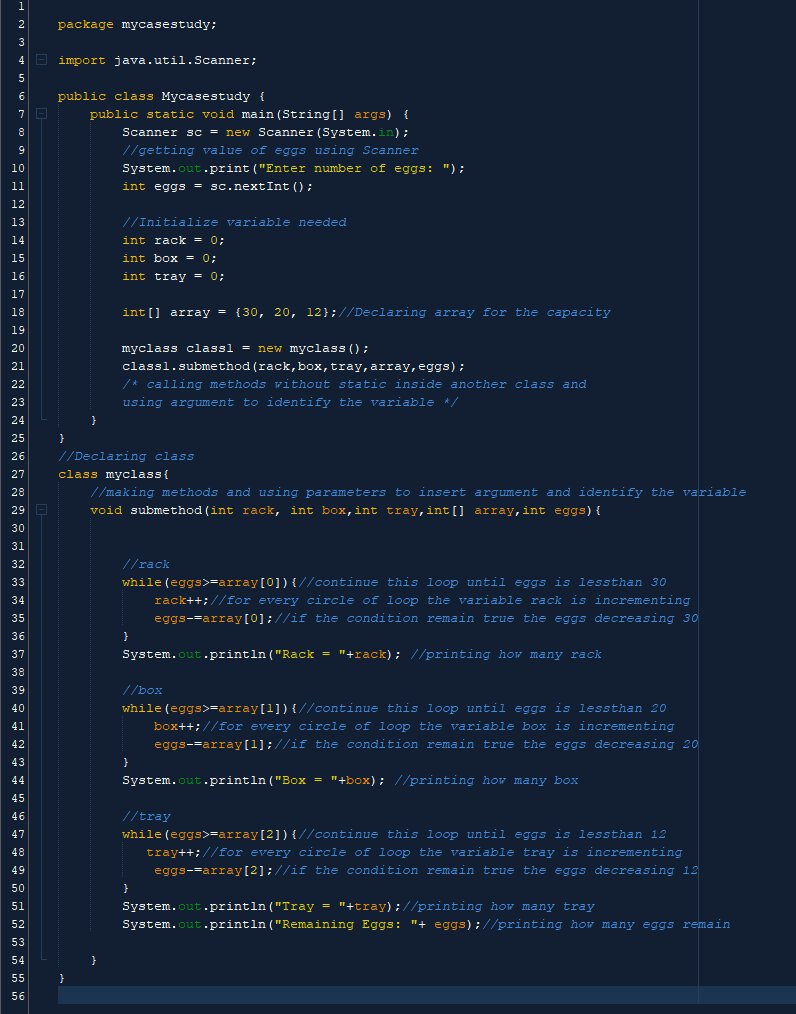 1
2 package mycasestudy;
3
4 import java.util.Scanner;
5
6 public class Mycasestudy {
7     public static void main(String[] args) {
8         Scanner sc = new Scanner(System.in);
9         //getting value of eggs using Scanner
10         System.out.print("Enter number of eggs: ");
11         int eggs = sc.nextInt();
12
13         //Initialize variable needed
14         int rack = 0;
15         int box = 0;
16         int tray = 0;
17
18         int[] array = {30, 20, 12};//Declaring array for the capacity
19
20         myclass class1 = new myclass();
21         class1.submethod(rack,box,tray,array,eggs);
22         /* calling methods without static inside another class and
23         using argument to identify the variable */
24     }
25 }
26 //Declaring class
27 class myclass{
28     //making methods and using parameters to insert argument and identify the variable
29     void submethod(int rack, int box,int tray,int[] array,int eggs){
30
31
32         //rack
33         while(eggs>=array[0]){//continue this loop until eggs is lessthan 30
34             rack++;//for every circle of loop the variable rack is incrementing
35             eggs-=array[0];//if the condition remain true the eggs decreasing 30
36         }
37         System.out.println("Rack = "+rack); //printing how many rack
38
39         //box
40         while(eggs>=array[1]){//continue this loop until eggs is lessthan 20
41             box++;//for every circle of loop the variable box is incrementing
42             eggs-=array[1];//if the condition remain true the eggs decreasing 20
43         }
44         System.out.println("Box = "+box); //printing how many box
45
46         //tray
47         while(eggs>=array[2]){//continue this loop until eggs is lessthan 12
48            tray++;//for every circle of loop the variable tray is incrementing
49             eggs-=array[2];//if the condition remain true the eggs decreasing 12
50         }
51         System.out.println("Tray = "+tray);//printing how many tray
52         System.out.println("Remaining Eggs: "+ eggs);//printing how many eggs remain
53
54     }
55 }
56